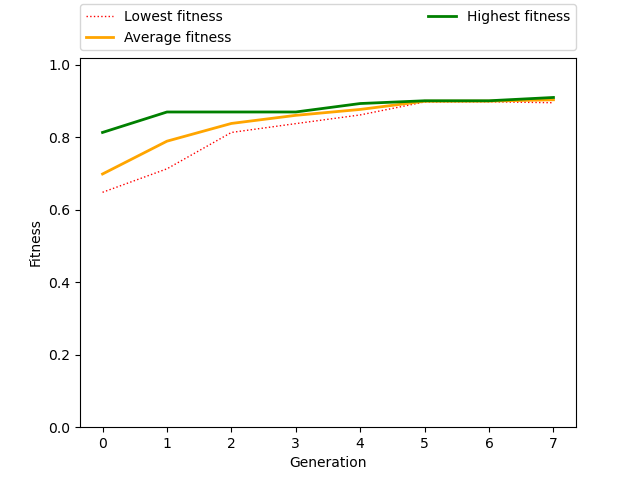 Lowest fitness
Average fitness
Highest fitness
1.0
0.8
0.6
0.4
0.2
0.0
Fitness
0 1 2 3 4 5 6 7
Generation